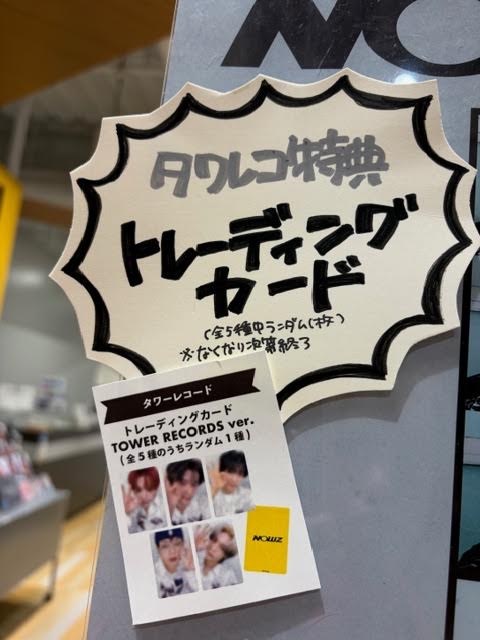 タワレコ特典
トレーディング
カード
(全5種中ランダム1枚)
※なくなり次第終了
タワーレコード
トレーディングカード
TOWER RECORDS ver.
(全5種のうちランダム1種)
NOWZ